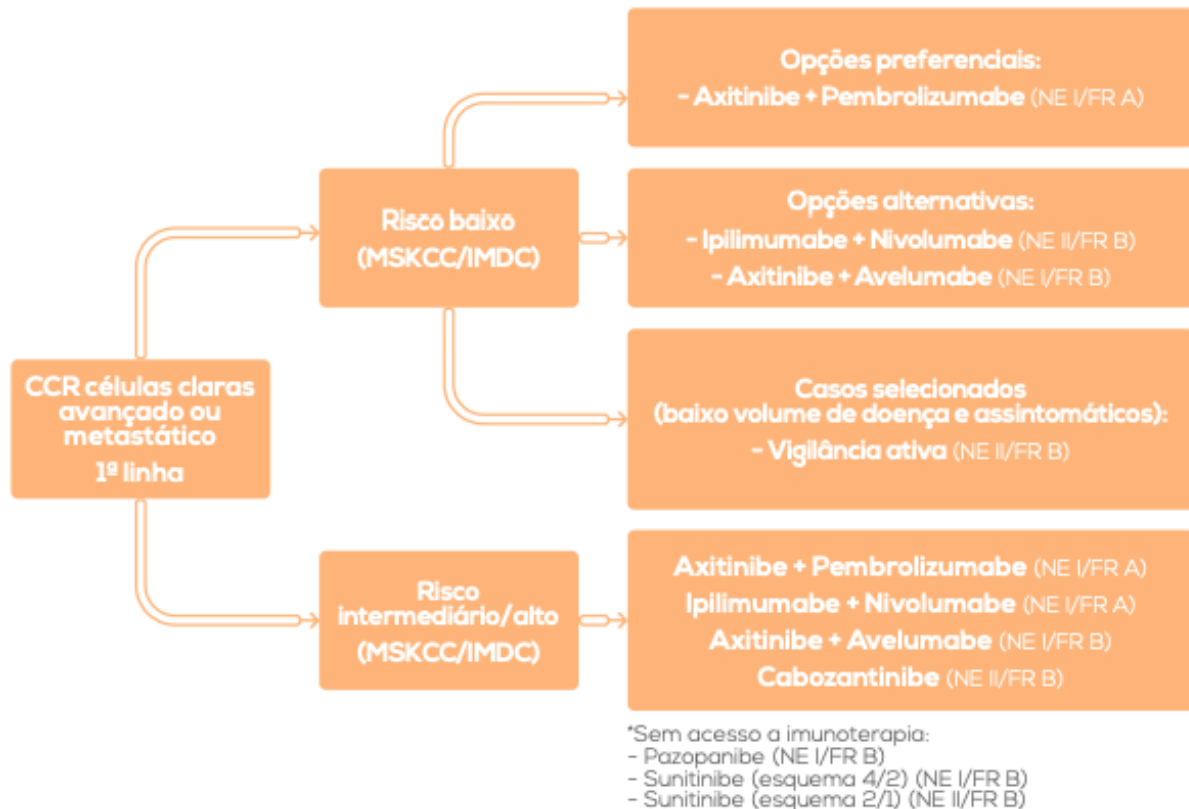 CCR células claras
avançado ou
metastático
1ª linha
Risco baixo
(MSKCC/IMDC)
Opções preferenciais:
- Axitinibe + Pembrolizumabe (NE I/FR A)
Opções alternativas:
- Ipilimumabe + Nivolumabe (NE II/FR B)
- Axitinibe + Avelumabe (NE I/FR B)
Casos selecionados
(baixo volume de doença e assintomáticos):
- Vigilância ativa (NE II/FR B)
Risco
intermediário/alto
(MSKCC/IMDC)
Axitinibe + Pembrolizumabe (NE I/FR A)
Ipilimumabe + Nivolumabe (NE I/FR A)
Axitinibe + Avelumabe (NE I/FR B)
Cabozantinibe (NE II/FR B)
*Sem acesso a imunoterapia:
- Pazopanibe (NE I/FR B)
- Sunitinibe (esquema 4/2) (NE I/FR B)
- Sunitinibe (esquema 2/1) (NE II/FR B)